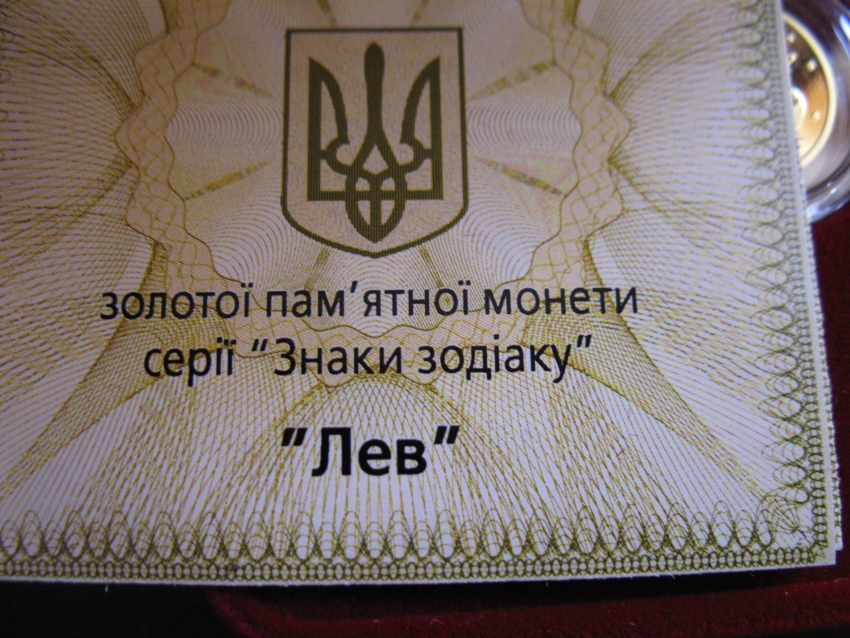 золотої пам’ятної монети
серії “Знаки зодіаку”
”Лев”